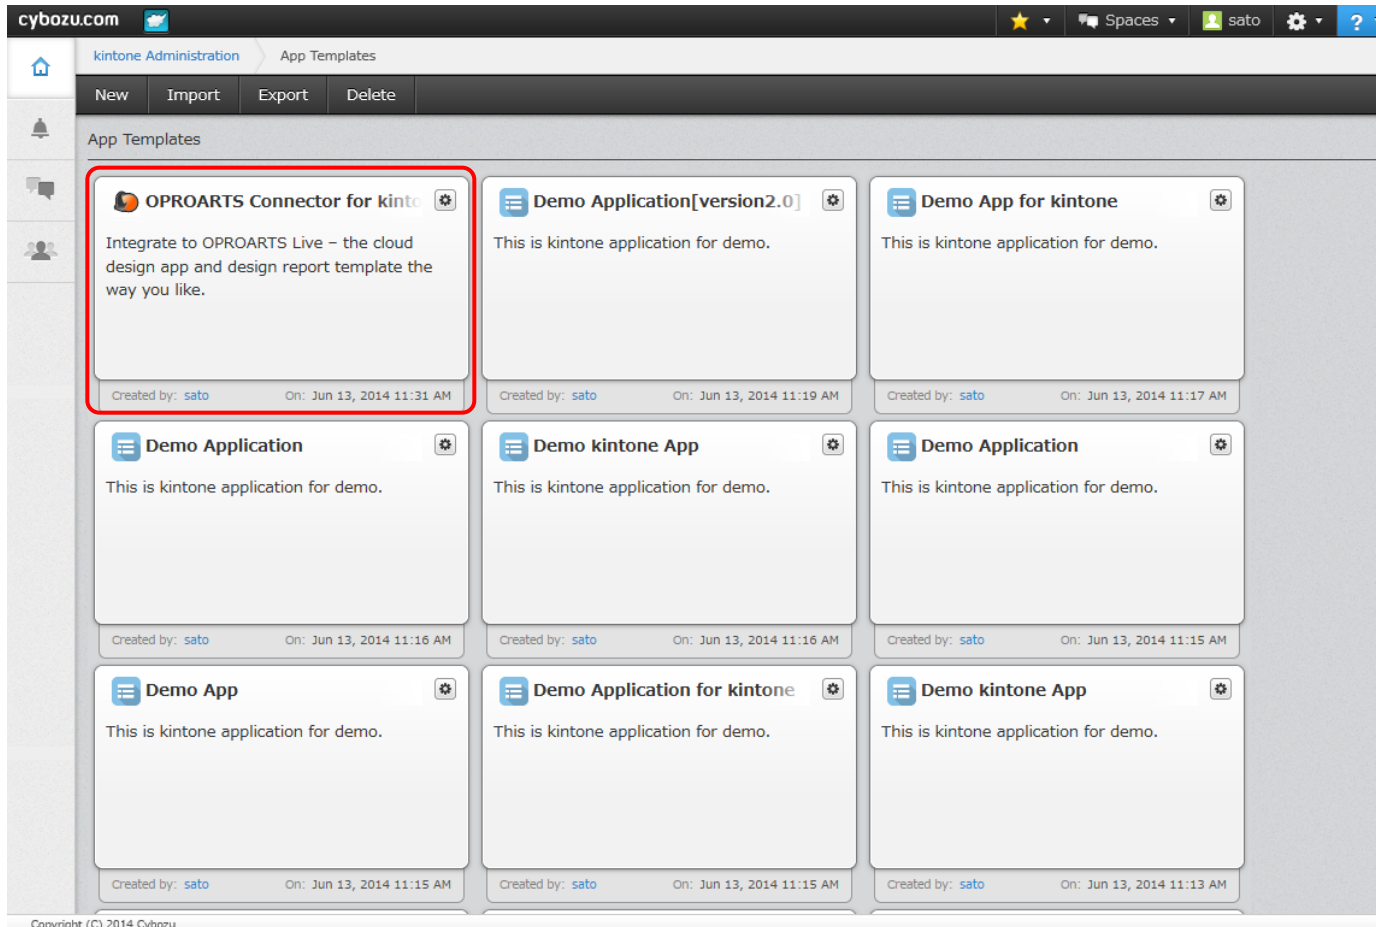 cybozu.com
Spaces
sato
?
kintone Administration
App Templates
New Import Export Delete
App Templates
OPROARTS Connector for kinto
Integrate to OPROARTS Live – the cloud
design app and design report template the
way you like.
Created by: sato On: Jun 13, 2014 11:31 AM
Demo Application[version2.0]
This is kintone application for demo.
Created by: sato On: Jun 13, 2014 11:19 AM
Demo App for kintone
This is kintone application for demo.
Created by: sato On: Jun 13, 2014 11:17 AM
Demo Application
This is kintone application for demo.
Created by: sato On: Jun 13, 2014 11:16 AM
Demo kintone App
This is kintone application for demo.
Created by: sato On: Jun 13, 2014 11:16 AM
Demo Application
This is kintone application for demo.
Created by: sato On: Jun 13, 2014 11:15 AM
Demo App
This is kintone application for demo.
Created by: sato On: Jun 13, 2014 11:15 AM
Demo Application for kintone
This is kintone application for demo.
Created by: sato On: Jun 13, 2014 11:15 AM
Demo kintone App
This is kintone application for demo.
Created by: sato On: Jun 13, 2014 11:13 AM
Copyright (C) 2014 Cybozu